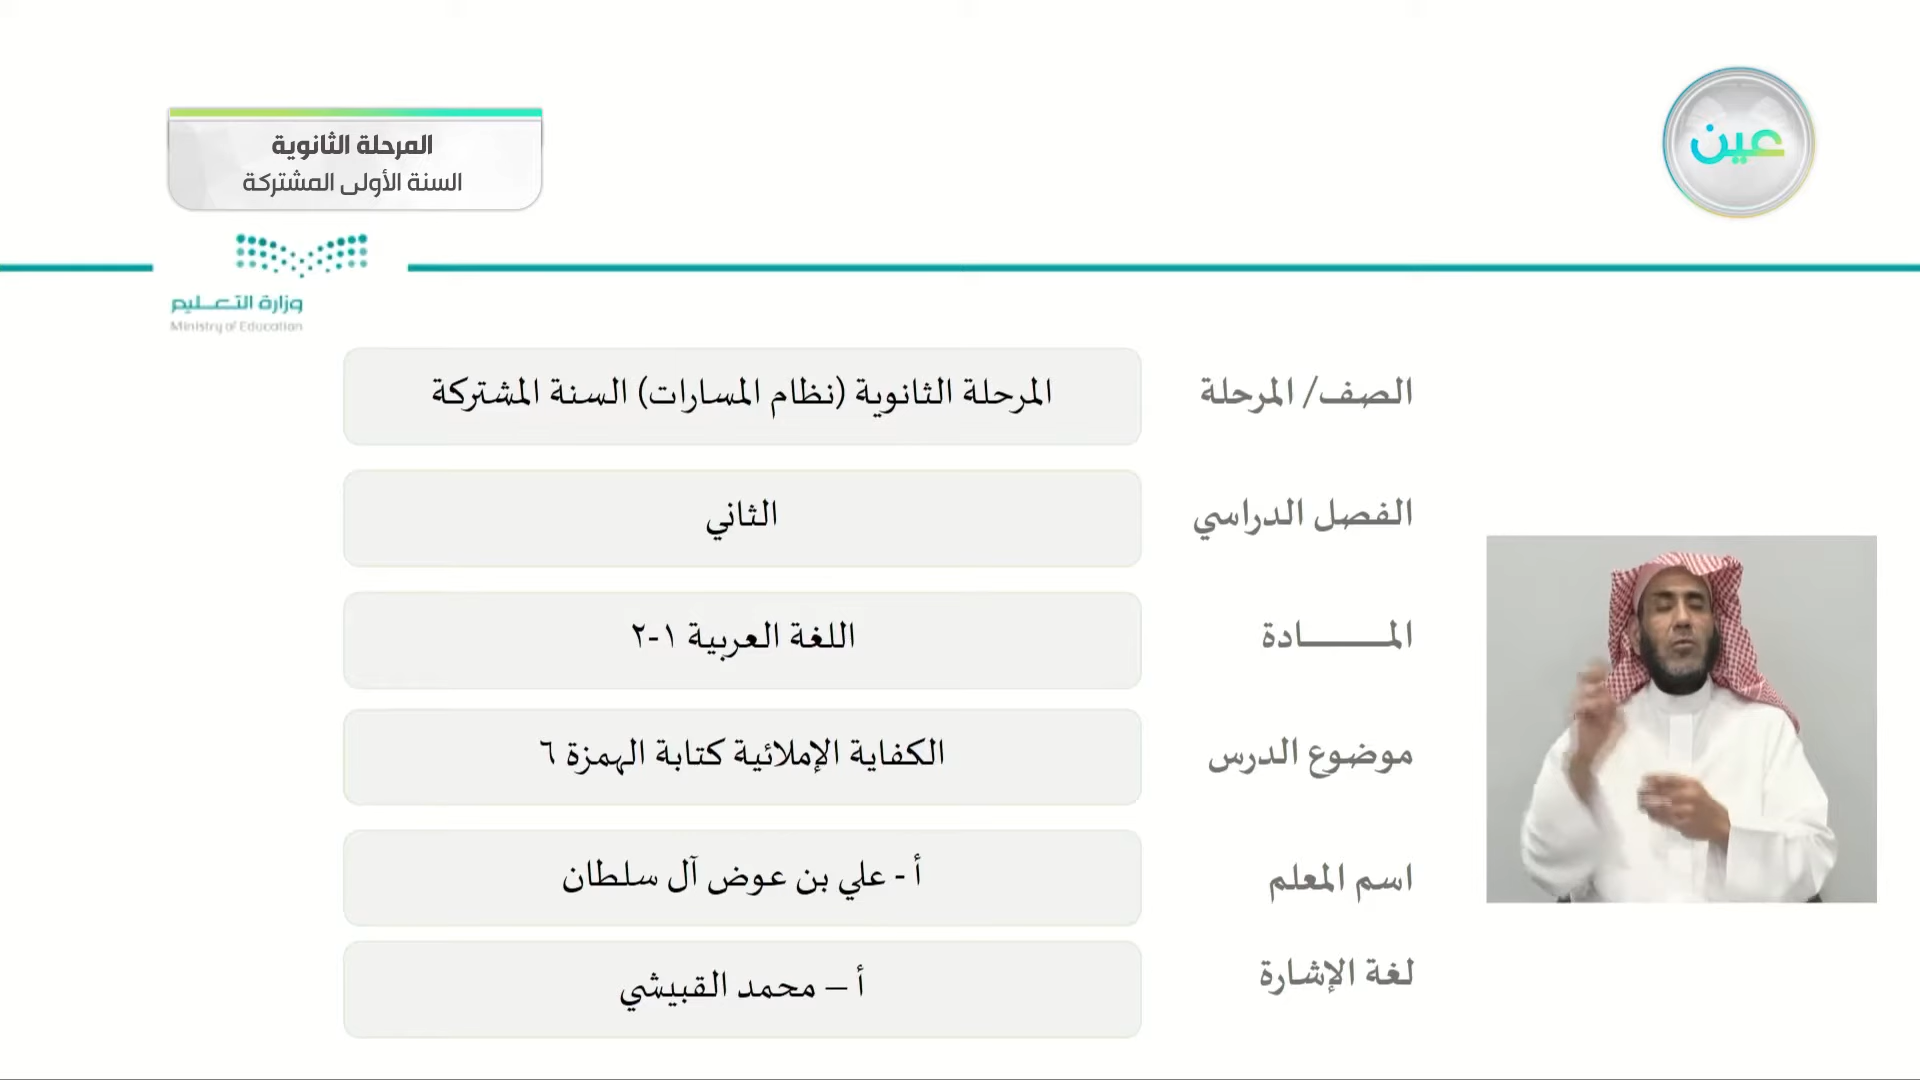 عين
المرحلة الثانوية
السنة الأولى المشتركة
وزارة التعليم
Ministry of Education
الصف/ المرحلة
المرحلة الثانوية (نظام المسارات) السنة المشتركة
الفصل الدراسي
الثاني
المـــــــادة
اللغة العربية ١-٢
موضوع الدرس
الكفاية الإملائية كتابة الهمزة ٦
اسم المعلم
أ - علي بن عوض آل سلطان
لغة الإشارة
أ – محمد القبيشي